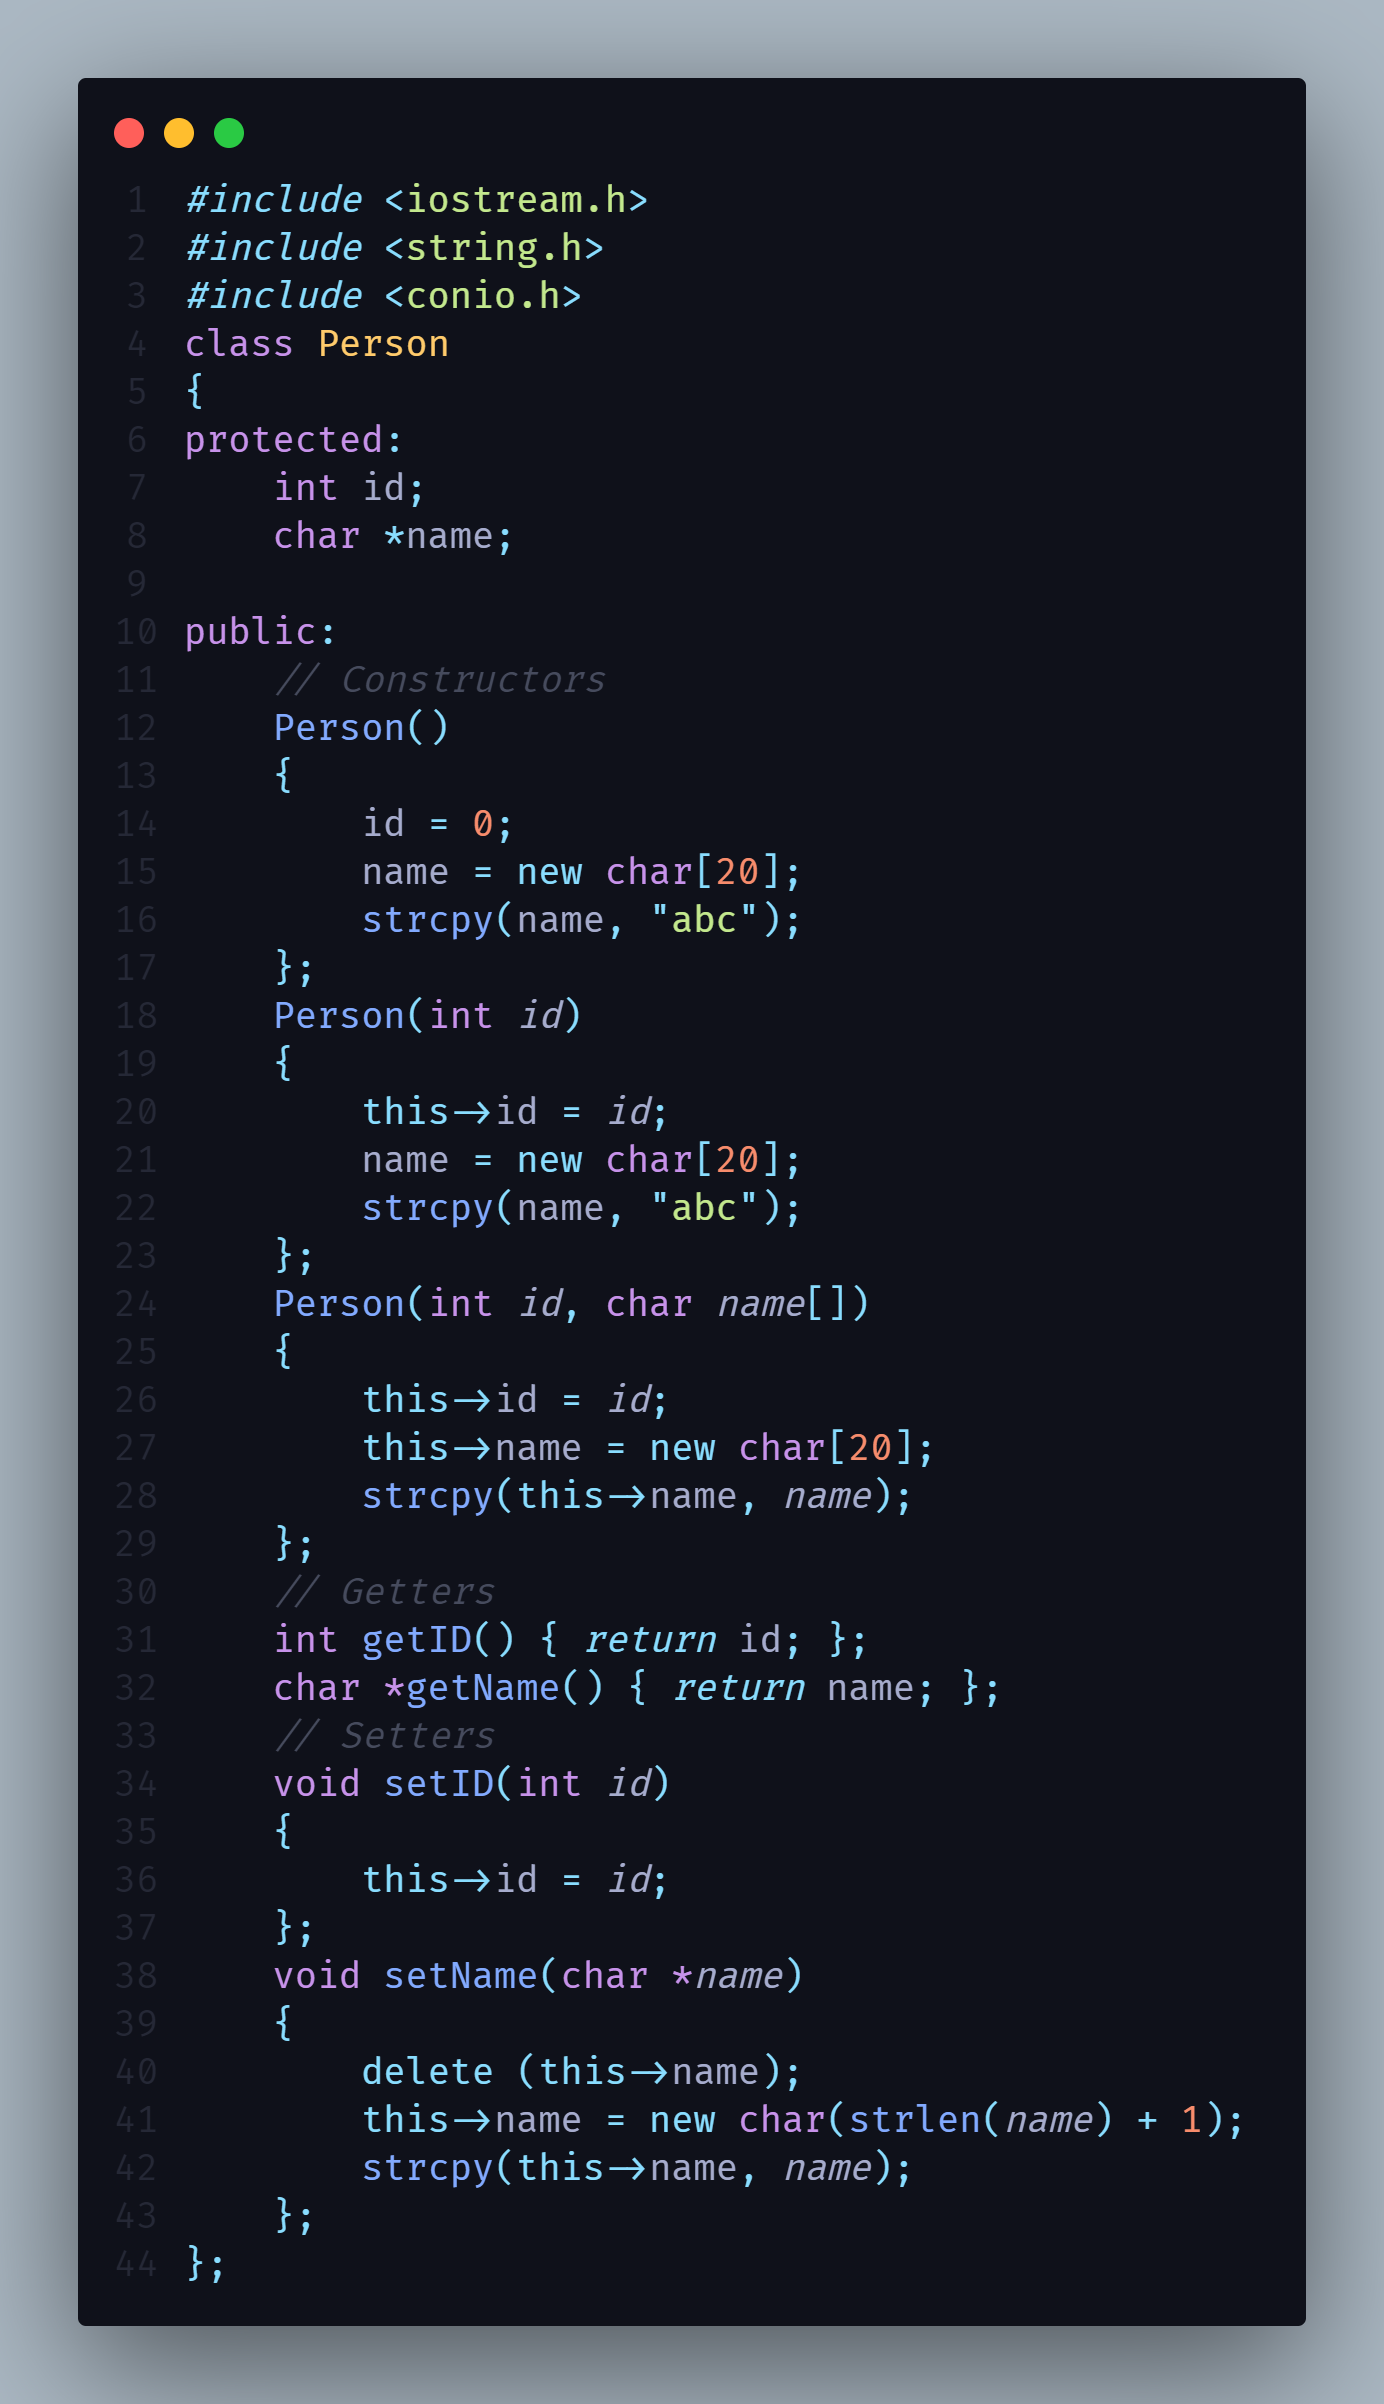 1 #include <iostream.h>
2 #include <string.h>
3 #include <conio.h>
4 class Person
5 {
6 protected:
7     int id;
8     char *name;
9
10 public:
11     // Constructors
12     Person()
13     {
14         id = 0;
15         name = new char[20];
16         strcpy(name, "abc");
17     };
18     Person(int id)
19     {
20         this->id = id;
21         name = new char[20];
22         strcpy(name, "abc");
23     };
24     Person(int id, char name[])
25     {
26         this->id = id;
27         this->name = new char[20];
28         strcpy(this->name, name);
29     };
30     // Getters
31     int getID() { return id; };
32     char *getName() { return name; };
33     // Setters
34     void setID(int id)
35     {
36         this->id = id;
37     };
38     void setName(char *name)
39     {
40         delete (this->name);
41         this->name = new char(strlen(name) + 1);
42         strcpy(this->name, name);
43     };
44 };